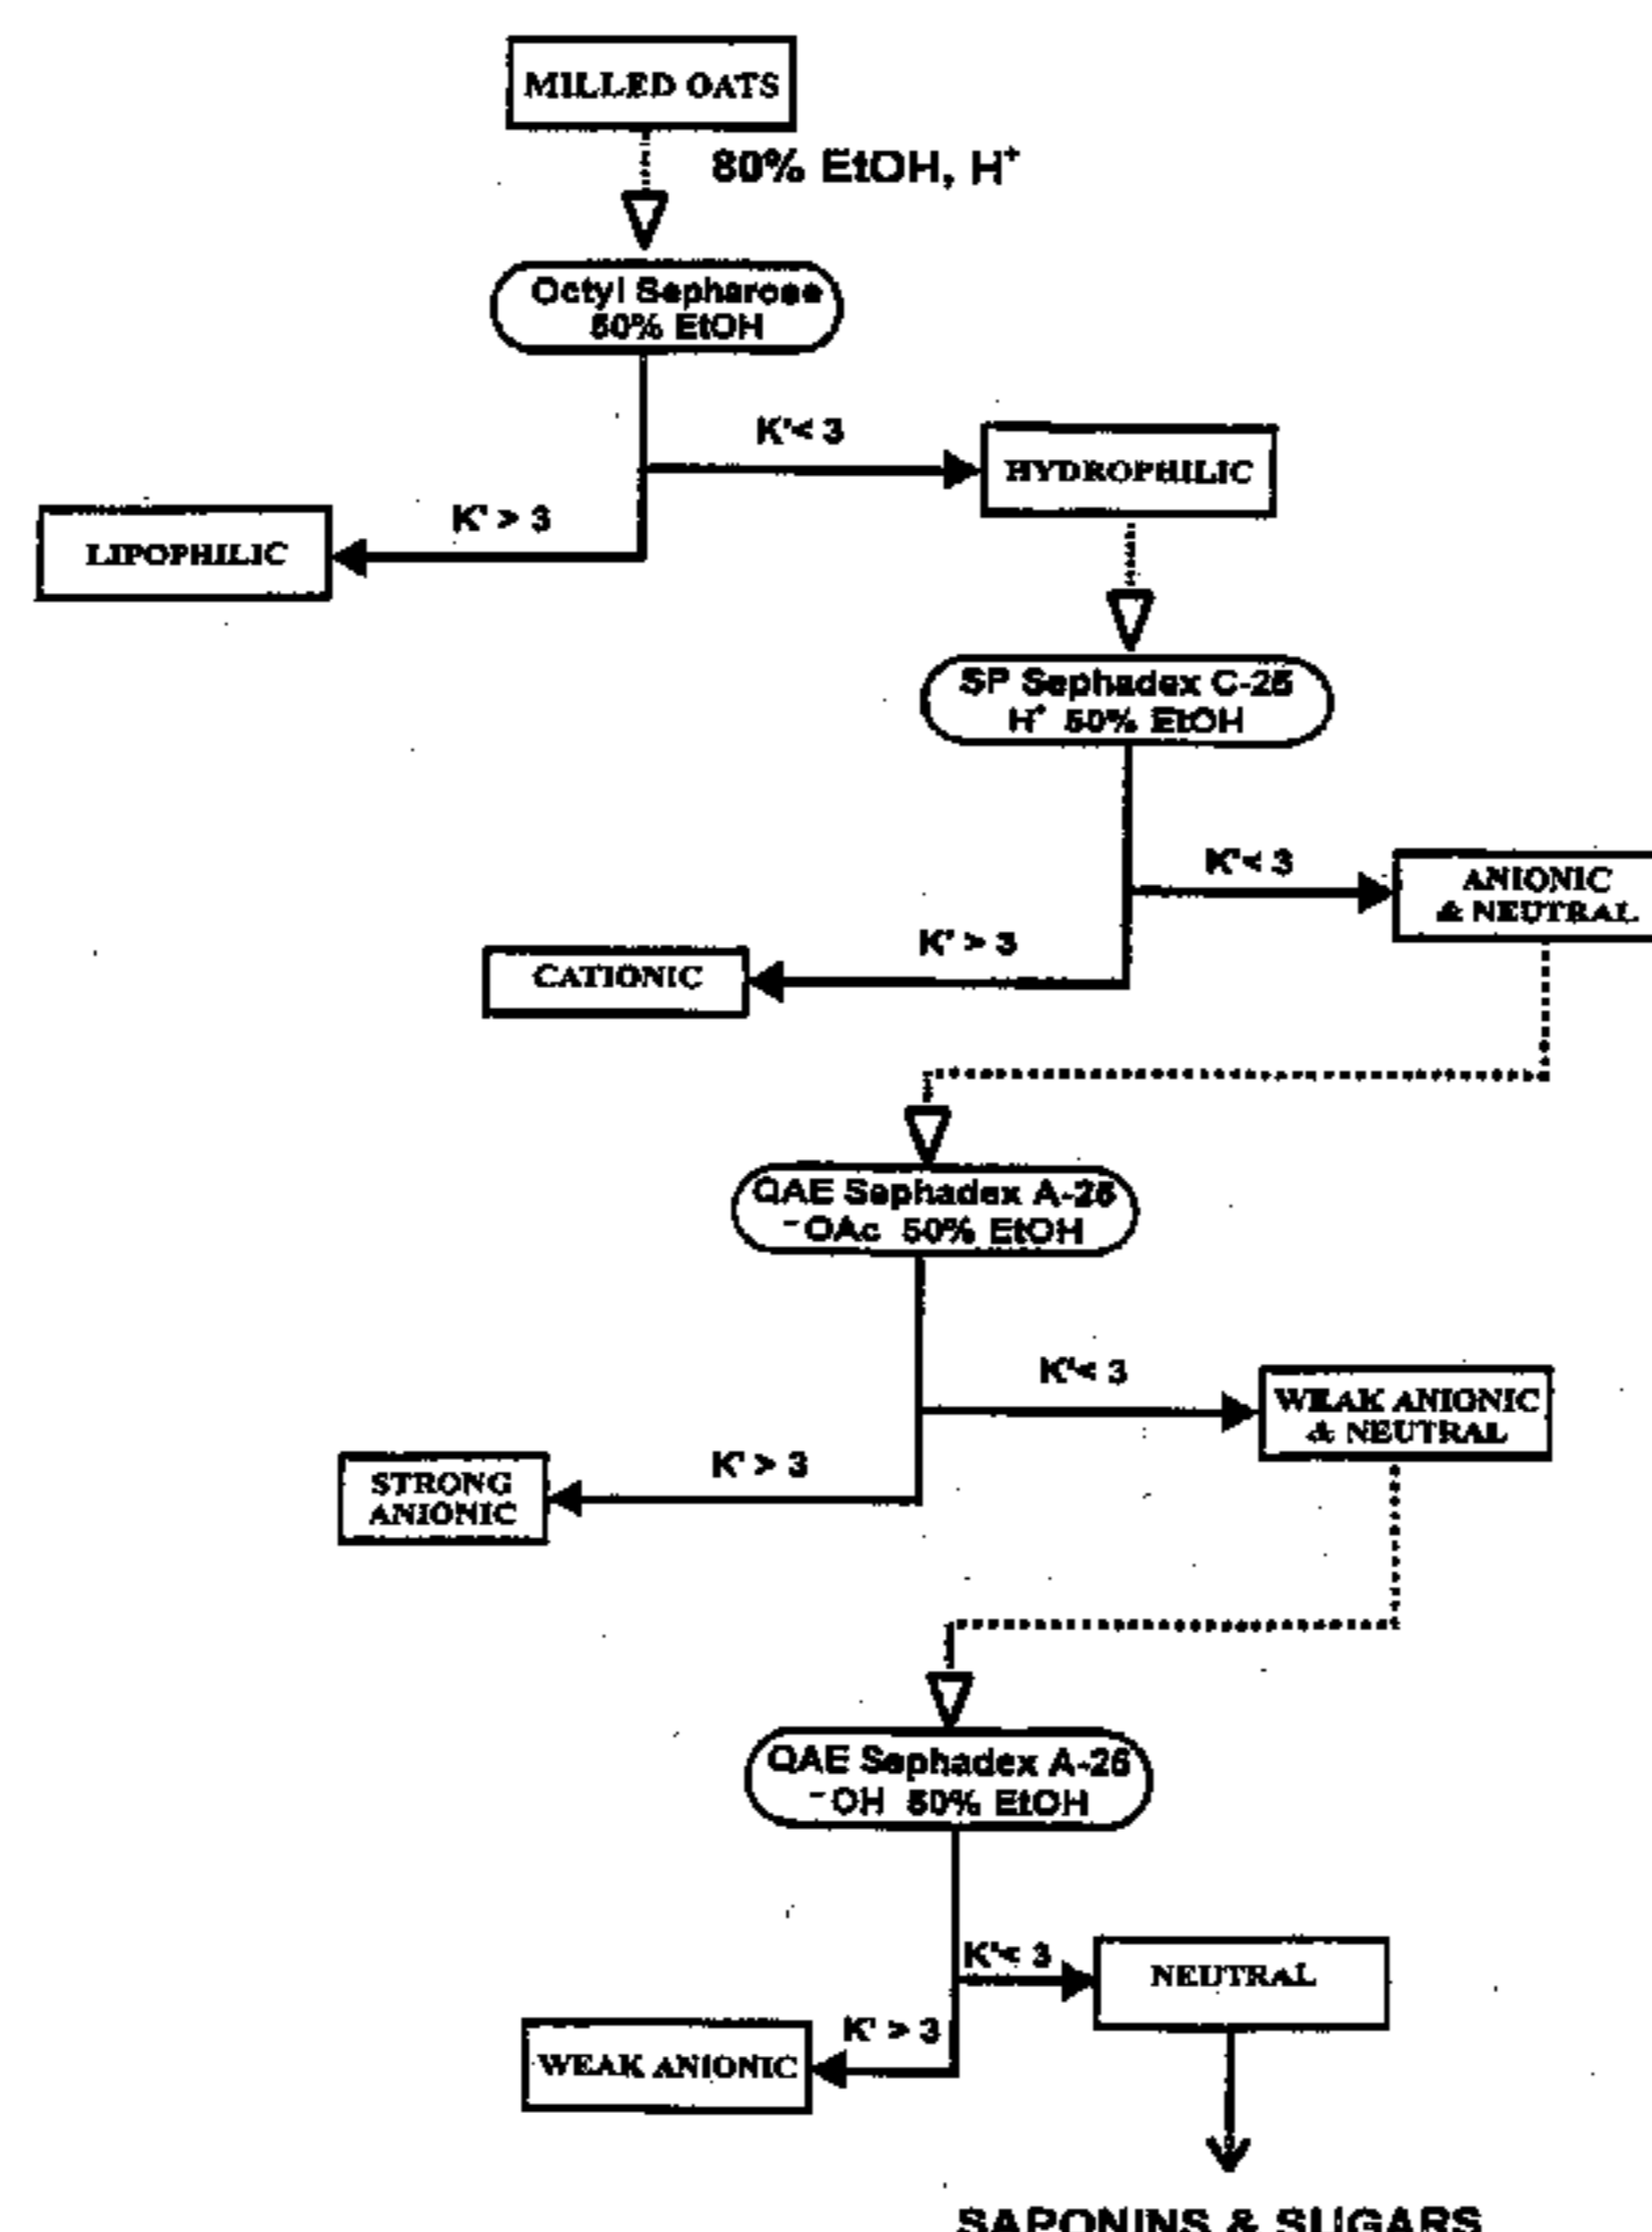 MILLED OATS
80% EtOH, H⁺
Octyl Sepharose
50% EtOH
K'< 3
HYDROPHILIC
K' > 3
LIPOPHILIC
SP Sephadex C-25
H⁺ 50% EtOH
K'< 3
ANIONIC
& NEUTRAL
K' > 3
CATIONIC
QAE Sephadex A-25
⁻OAc 50% EtOH
K'< 3
WEAK ANIONIC
& NEUTRAL
K' > 3
STRONG
ANIONIC
QAE Sephadex A-25
⁻OH 50% EtOH
K'< 3
NEUTRAL
K' > 3
WEAK ANIONIC
SAPONINS & SUGARS